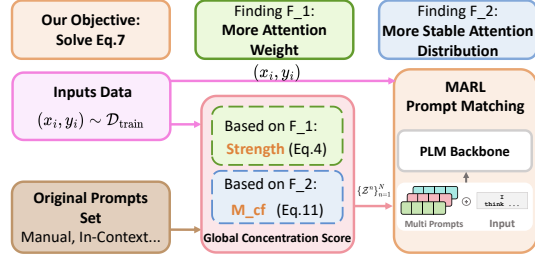 Our Objective:
Solve Eq.7
Finding F_1:
More Attention
Weight
Finding F_2:
More Stable Attention
Distribution
Inputs Data
(x_i, y_i) ∼ D_train
(x_i, y_i)
Original Prompts
Set
Manual, In-Context...
Based on F_1:
Strength (Eq.4)
Based on F_2:
M_cf (Eq.11)
Global Concentration Score
{Z^n}_{n=1}^N
MARL
Prompt Matching
PLM Backbone
I
think ...
Multi Prompts
Input